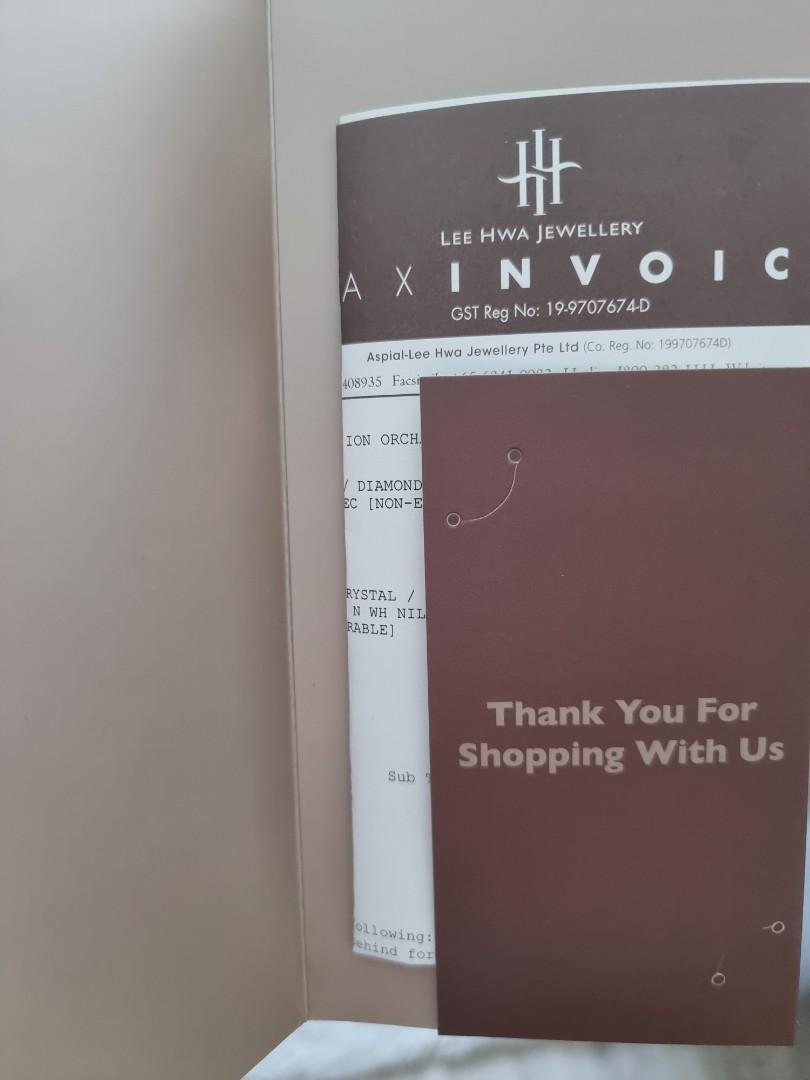 LEE HWA JEWELLERY
AX INVOIC
GST Reg No: 19-9707674-D
Aspial-Lee Hwa Jewellery Pte Ltd (Co. Reg. No: 199707674D)
408935
ION ORCH
/ DIAMOND
EC [NON-E
RYSTAL /
N WH NIL
RABLE]
Sub
ollowing:
ehind for
Thank You For
Shopping With Us